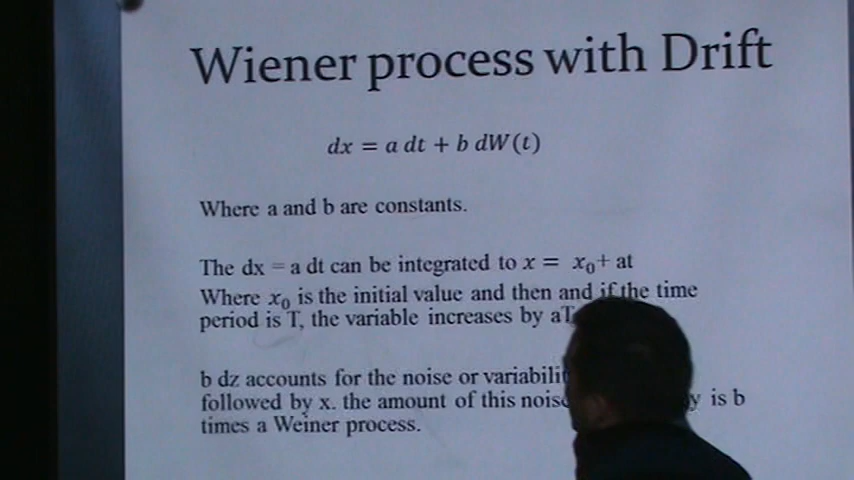 Wiener process with Drift
dx = a dt + b dW(t)
Where a and b are constants.
The dx = a dt can be integrated to x = x₀+ at
Where x₀ is the initial value and then and if the time
period is T, the variable increases by aT
b dz accounts for the noise or
followed by x. the amount of this is b
times a Weiner process.